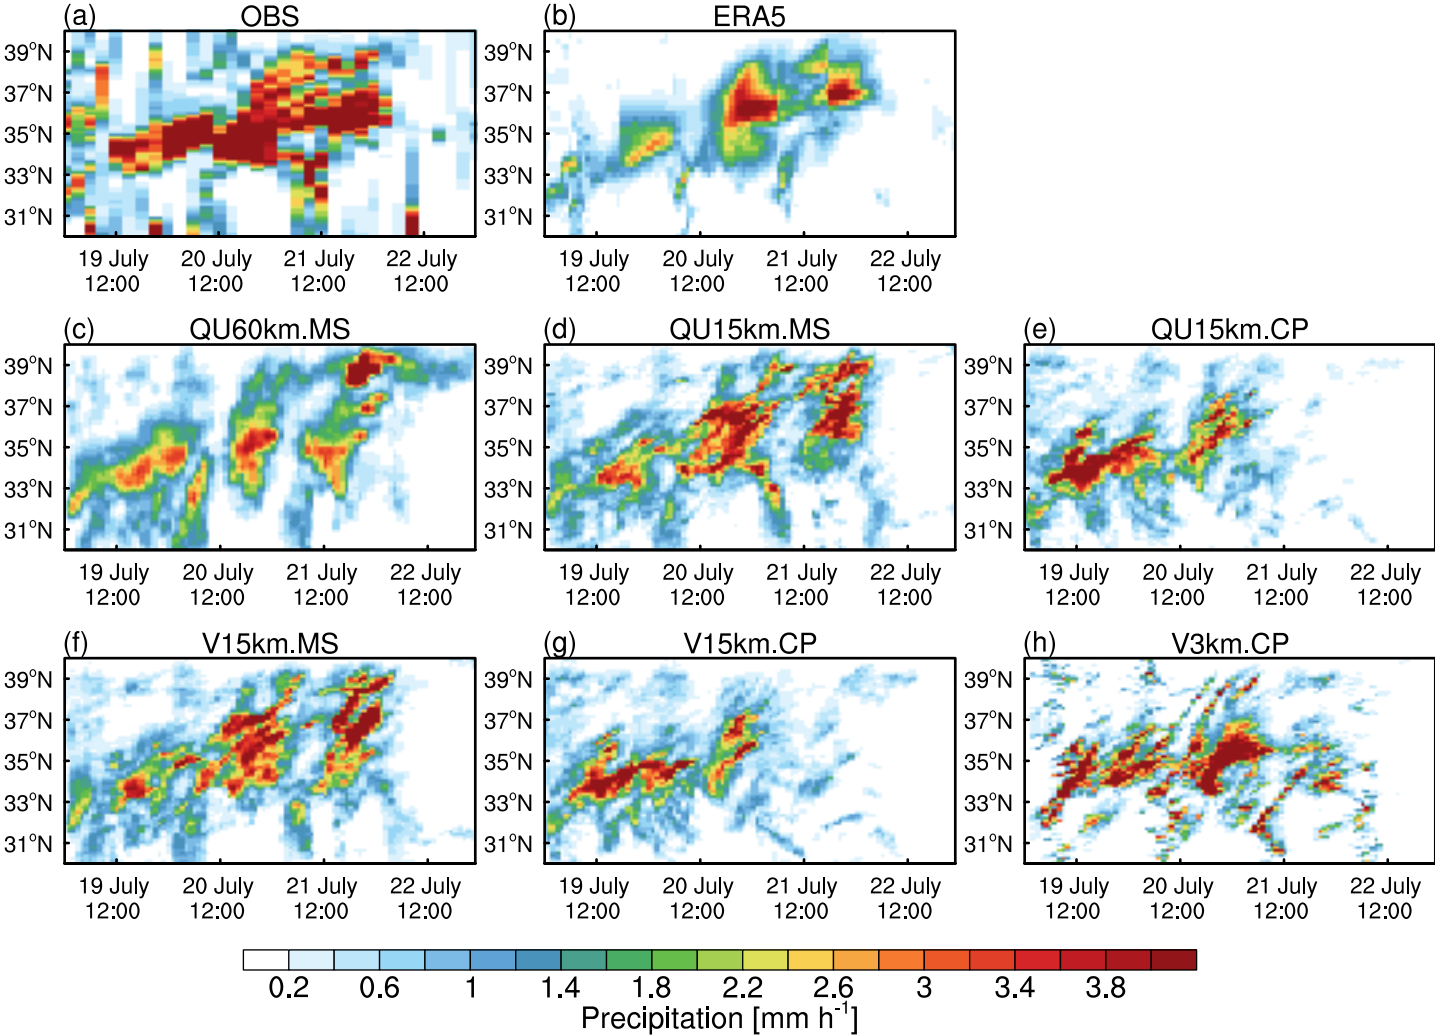 (a) OBS
(b) ERA5
39°N
37°N
35°N
33°N
31°N
39°N
37°N
35°N
33°N
31°N
19 July 20 July 21 July 22 July
12:00 12:00 12:00 12:00
19 July 20 July 21 July 22 July
12:00 12:00 12:00 12:00
(c) QU60km.MS
(d) QU15km.MS
(e) QU15km.CP
39°N
37°N
35°N
33°N
31°N
39°N
37°N
35°N
33°N
31°N
39°N
37°N
35°N
33°N
31°N
19 July 20 July 21 July 22 July
12:00 12:00 12:00 12:00
19 July 20 July 21 July 22 July
12:00 12:00 12:00 12:00
19 July 20 July 21 July 22 July
12:00 12:00 12:00 12:00
(f) V15km.MS
(g) V15km.CP
(h) V3km.CP
39°N
37°N
35°N
33°N
31°N
39°N
37°N
35°N
33°N
31°N
39°N
37°N
35°N
33°N
31°N
19 July 20 July 21 July 22 July
12:00 12:00 12:00 12:00
19 July 20 July 21 July 22 July
12:00 12:00 12:00 12:00
19 July 20 July 21 July 22 July
12:00 12:00 12:00 12:00
0.2 0.6 1 1.4 1.8 2.2 2.6 3 3.4 3.8
Precipitation [mm h⁻¹]